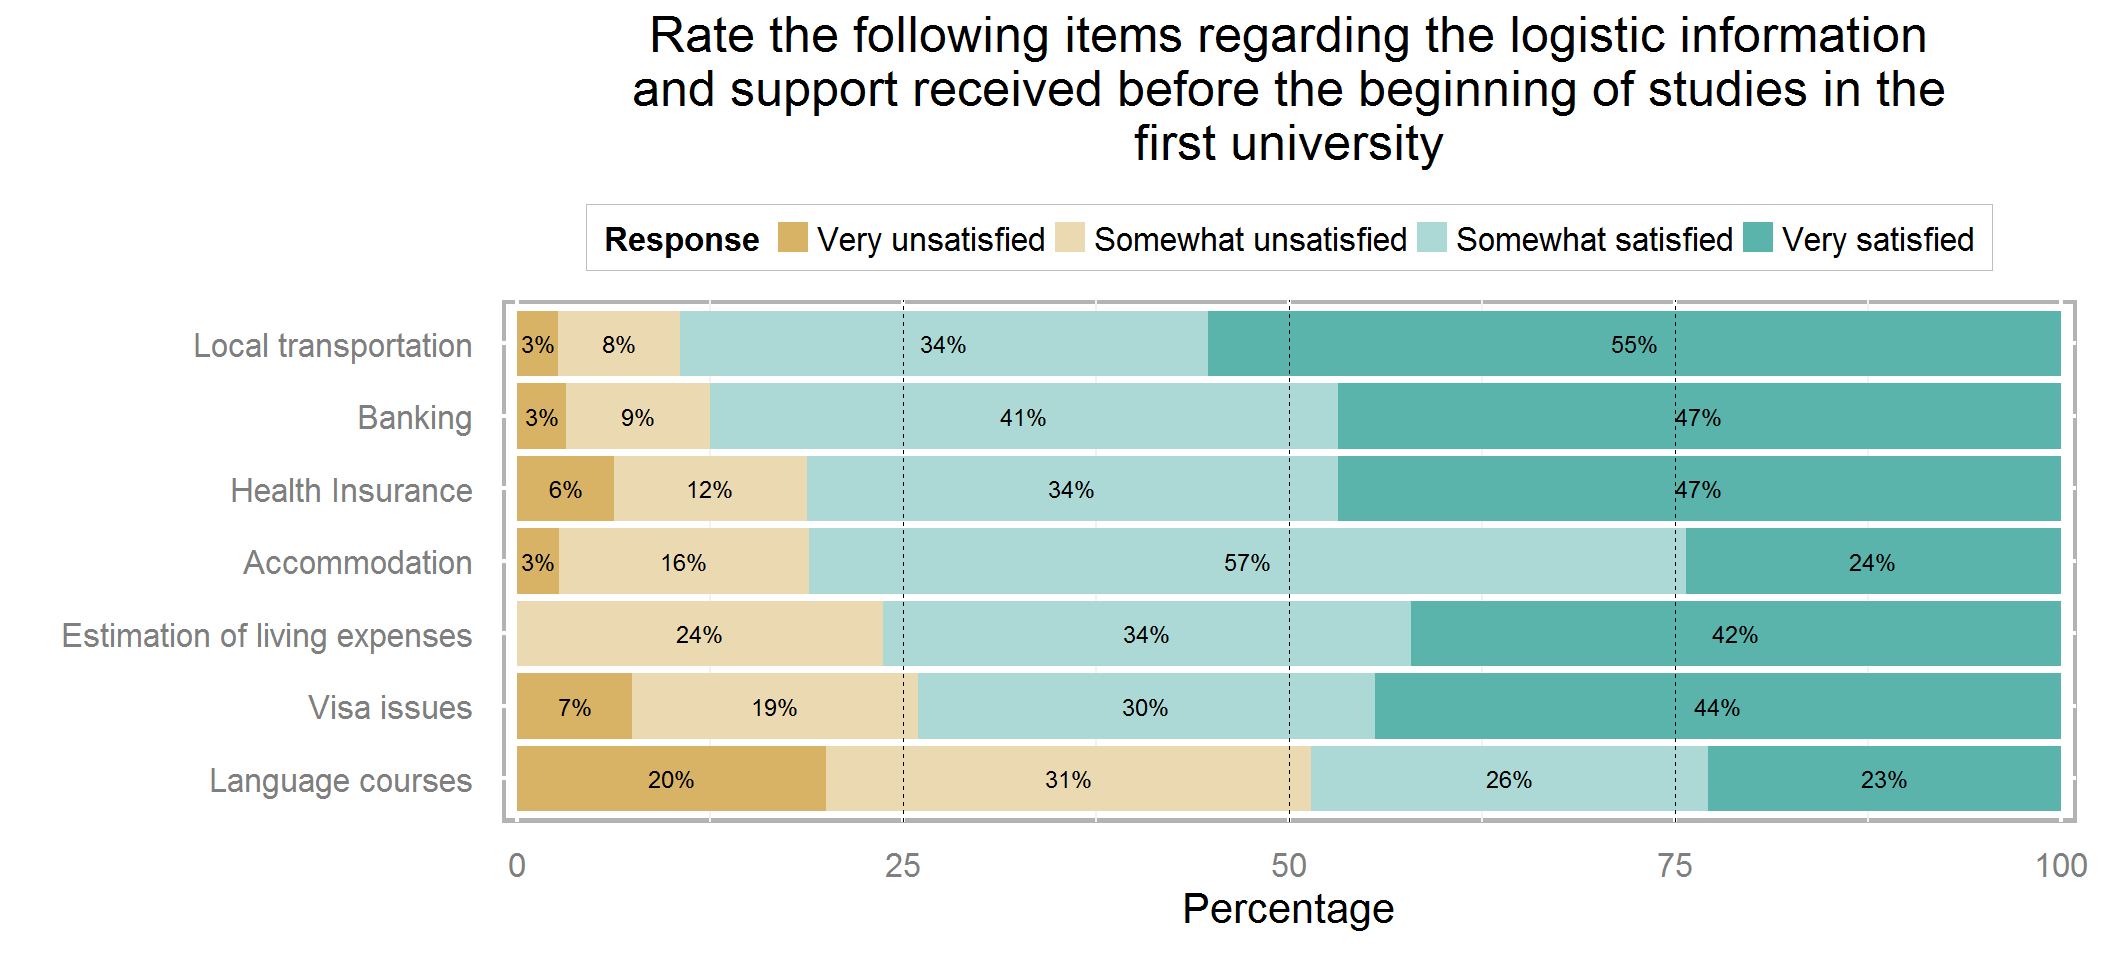 Rate the following items regarding the logistic information
and support received before the beginning of studies in the
first university
Response Very unsatisfied Somewhat unsatisfied Somewhat satisfied Very satisfied
Local transportation 3% 8% 34% 55%
Banking 3% 9% 41% 47%
Health Insurance 6% 12% 34% 47%
Accommodation 3% 16% 57% 24%
Estimation of living expenses 24% 34% 42%
Visa issues 7% 19% 30% 44%
Language courses 20% 31% 26% 23%
0 25 50 75 100
Percentage